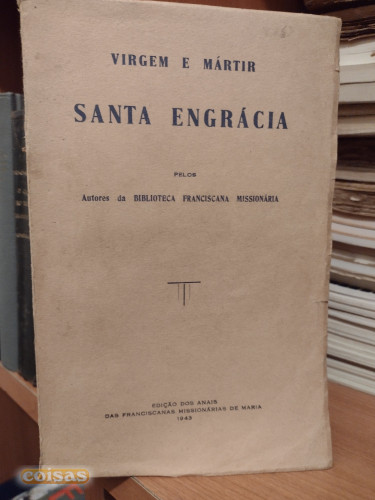 VIRGEM E MÁRTIR
SANTA ENGRÁCIA
PELOS
Autores da BIBLIOTECA FRANCISCANA MISSIONÁRIA
EDIÇÃO DOS ANAIS
DAS FRANCISCANAS MISSIONÁRIAS DE MARIA
1943
coisas